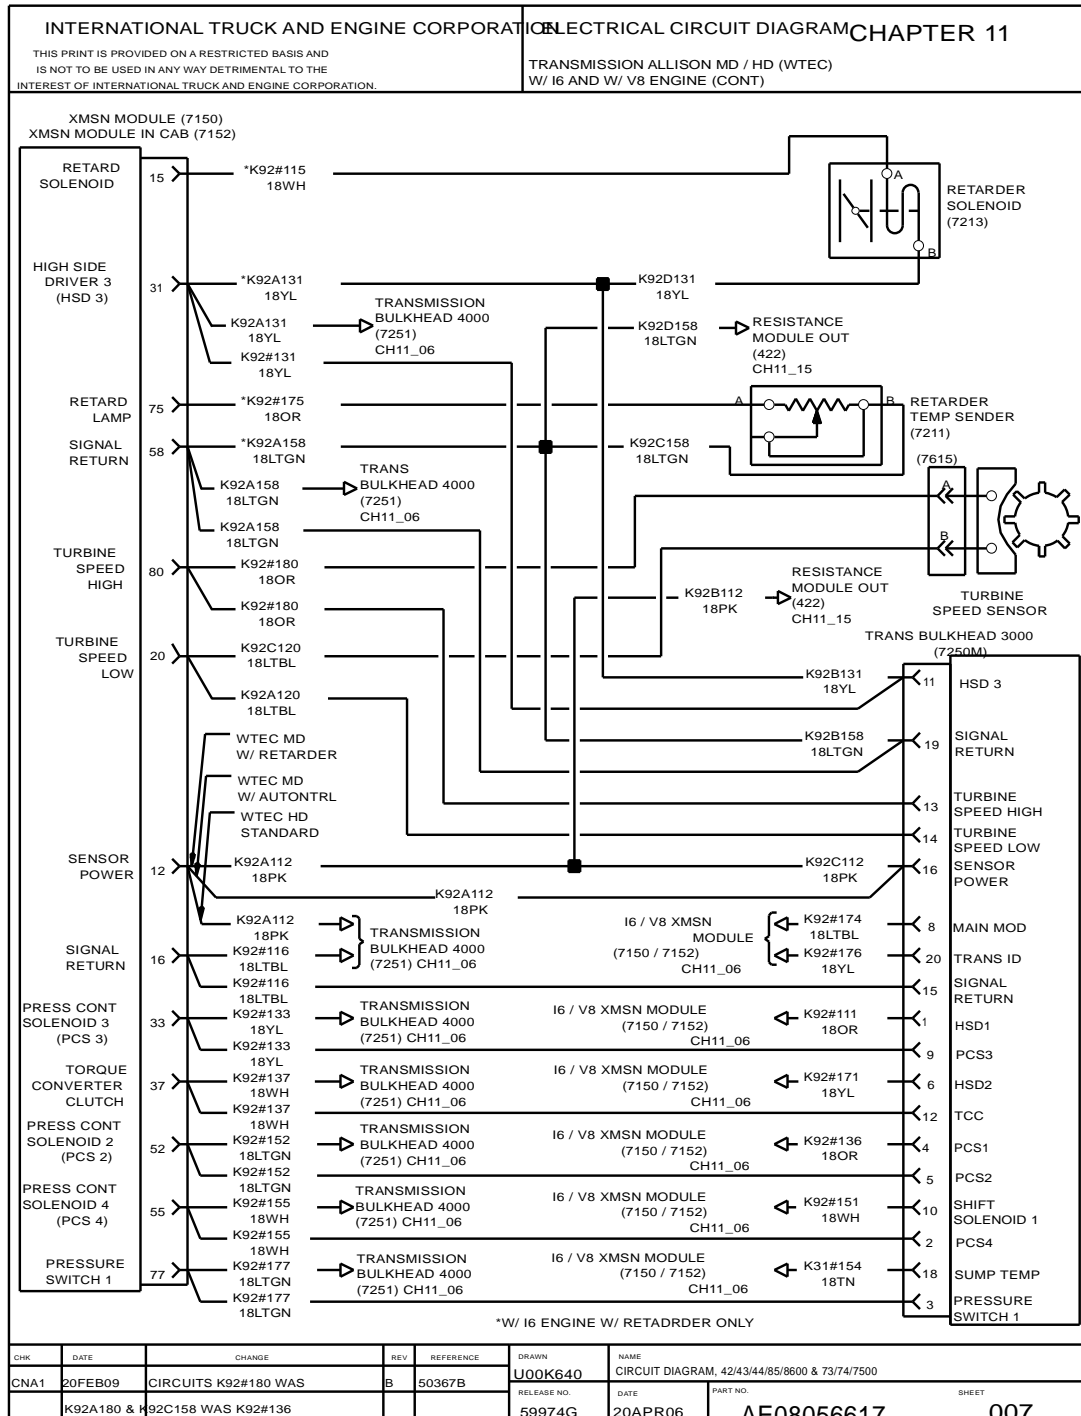 INTERNATIONAL TRUCK AND ENGINE CORPORATION
THIS PRINT IS PROVIDED ON A RESTRICTED BASIS AND
IS NOT TO BE USED IN ANY WAY DETRIMENTAL TO THE
INTEREST OF INTERNATIONAL TRUCK AND ENGINE CORPORATION.
ELECTRICAL CIRCUIT DIAGRAM
CHAPTER 11
TRANSMISSION ALLISON MD / HD (WTEC)
W/ I6 AND W/ V8 ENGINE (CONT)
XMSN MODULE (7150)
XMSN MODULE IN CAB (7152)
RETARD
SOLENOID
15
*K92#115
18WH
A
B
RETARDER
SOLENOID
(7213)
HIGH SIDE
DRIVER 3
(HSD 3)
31
*K92A131
18YL
K92D131
18YL
K92A131
18YL
TRANSMISSION
BULKHEAD 4000
(7251)
CH11_06
K92#131
18YL
K92D158
18LTGN
RESISTANCE
MODULE OUT
(422)
CH11_15
RETARD
LAMP
75
*K92#175
18OR
A
B
RETARDER
TEMP SENDER
(7211)
SIGNAL
RETURN
58
*K92A158
18LTGN
K92C158
18LTGN
K92A158
18LTGN
TRANS
BULKHEAD 4000
(7251)
CH11_06
K92A158
18LTGN
(7615)
A
B
TURBINE
SPEED SENSOR
TURBINE
SPEED
HIGH
80
K92#180
18OR
K92#180
18OR
K92B112
18PK
RESISTANCE
MODULE OUT
(422)
CH11_15
TURBINE
SPEED
LOW
20
K92C120
18LTBL
K92A120
18LTBL
TRANS BULKHEAD 3000
(7250M)
K92B131
18YL
11
HSD 3
K92B158
18LTGN
19
SIGNAL
RETURN
WTEC MD
W/ RETARDER
WTEC MD
W/ AUTONTRL
WTEC HD
STANDARD
13
TURBINE
SPEED HIGH
14
TURBINE
SPEED LOW
SENSOR
POWER
12
K92A112
18PK
K92C112
18PK
16
SENSOR
POWER
K92A112
18PK
K92A112
18PK
TRANSMISSION
BULKHEAD 4000
(7251) CH11_06
I6 / V8 XMSN
MODULE
(7150 / 7152)
CH11_06
K92#174
18LTBL
8
MAIN MOD
SIGNAL
RETURN
16
K92#116
18LTBL
K92#176
18YL
20
TRANS ID
K92#116
18LTBL
15
SIGNAL
RETURN
PRESS CONT
SOLENOID 3
(PCS 3)
33
K92#133
18YL
TRANSMISSION
BULKHEAD 4000
(7251) CH11_06
I6 / V8 XMSN MODULE
(7150 / 7152)
CH11_06
K92#111
18OR
1
HSD1
K92#133
18YL
9
PCS3
TORQUE
CONVERTER
CLUTCH
37
K92#137
18WH
TRANSMISSION
BULKHEAD 4000
(7251) CH11_06
I6 / V8 XMSN MODULE
(7150 / 7152)
CH11_06
K92#171
18YL
6
HSD2
K92#137
18WH
12
TCC
PRESS CONT
SOLENOID 2
(PCS 2)
52
K92#152
18LTGN
TRANSMISSION
BULKHEAD 4000
(7251) CH11_06
I6 / V8 XMSN MODULE
(7150 / 7152)
CH11_06
K92#136
18OR
4
PCS1
K92#152
18LTGN
5
PCS2
PRESS CONT
SOLENOID 4
(PCS 4)
55
K92#155
18WH
TRANSMISSION
BULKHEAD 4000
(7251) CH11_06
I6 / V8 XMSN MODULE
(7150 / 7152)
CH11_06
K92#151
18WH
10
SHIFT
SOLENOID 1
K92#155
18WH
2
PCS4
PRESSURE
SWITCH 1
77
K92#177
18LTGN
TRANSMISSION
BULKHEAD 4000
(7251) CH11_06
I6 / V8 XMSN MODULE
(7150 / 7152)
CH11_06
K31#154
18TN
18
SUMP TEMP
K92#177
18LTGN
3
PRESSURE
SWITCH 1
*W/ I6 ENGINE W/ RETADRDER ONLY
CHK DATE CHANGE REV REFERENCE DRAWN NAME
CNA1 20FEB09 CIRCUITS K92#180 WAS B 50367B U00K640 CIRCUIT DIAGRAM, 42/43/44/85/8600 & 73/74/7500
RELEASE NO. DATE PART NO. SHEET
K92A180 & K92C158 WAS K92#136 59974G 20APR06 AE08056617 007